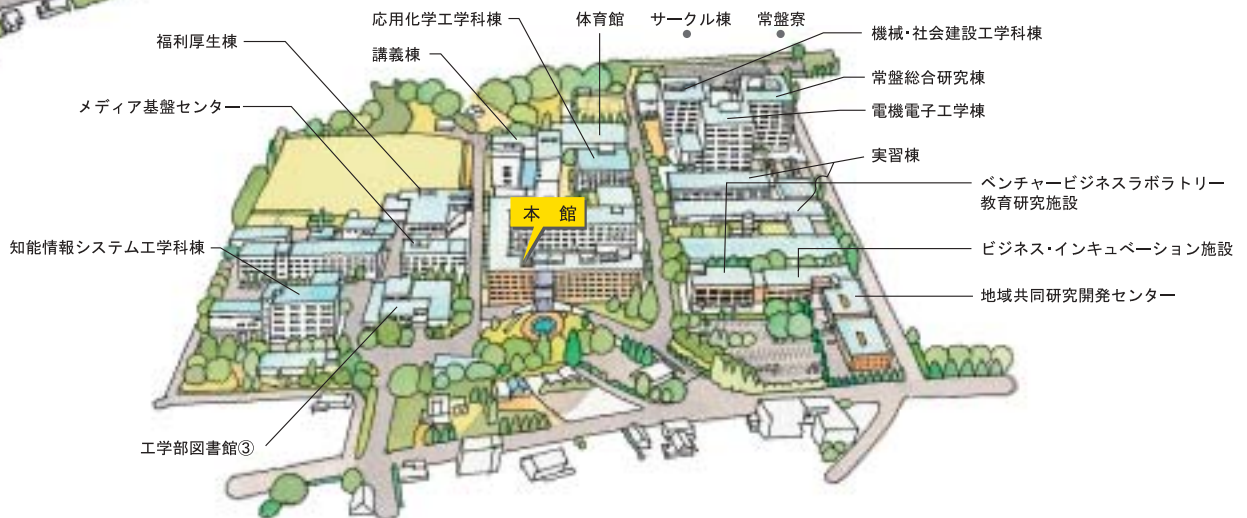 応用化学工学科棟
体育館
サークル棟
常盤寮
機械・社会建設工学科棟
福利厚生棟
講義棟
常盤総合研究棟
メディア基盤センター
電機電子工学棟
実習棟
ベンチャービジネスラボラトリー
教育研究施設
本館
知能情報システム工学科棟
ビジネス・インキュベーション施設
地域共同研究開発センター
工学部図書館③